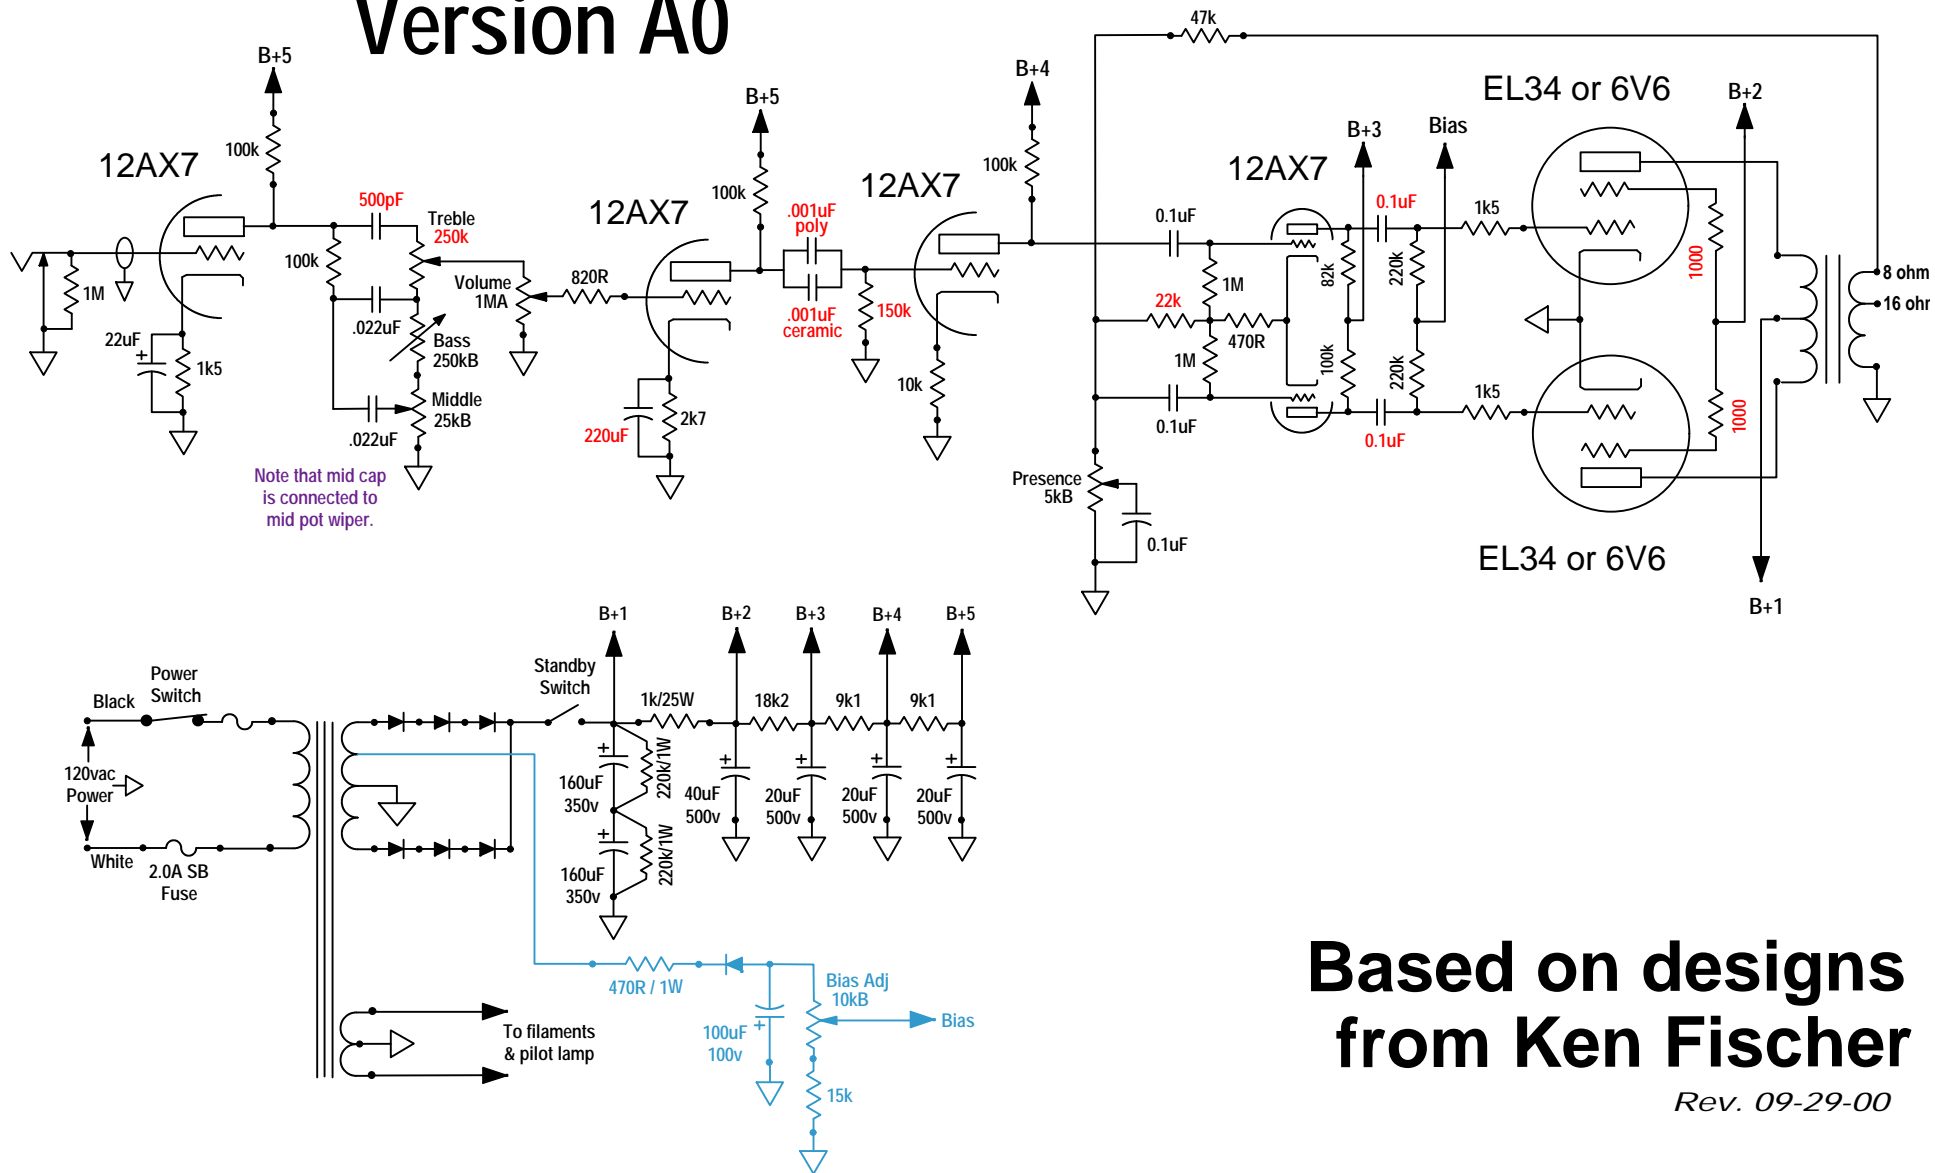 Version A0
47k
B+5
B+4
B+5
EL34 or 6V6
B+2
B+3
Bias
100k
12AX7
100k
12AX7
12AX7
100k
12AX7
500pF
Treble
250k
.001uF
poly
0.1uF
0.1uF
1k5
100k
1M
Volume
1MA
820R
.001uF
ceramic
150k
22k
1M
82k
220k
1000
8 ohm
16 ohr
22uF
1k5
.022uF
Bass
250kB
470R
1M
100k
220k
10k
Middle
25kB
.022uF
220uF
2k7
0.1uF
0.1uF
1k5
1000
Note that mid cap
is connected to
mid pot wiper.
Presence
5kB
0.1uF
EL34 or 6V6
B+1
B+1
B+2
B+3
B+4
B+5
Power
Switch
Black
Standby
Switch
1k/25W
18k2
9k1
9k1
120vac
Power
160uF
350v
220k/1W
40uF
500v
20uF
500v
20uF
500v
20uF
500v
White
2.0A SB
Fuse
160uF
350v
220k/1W
470R / 1W
Bias Adj
10kB
Bias
100uF
100v
15k
To filaments
& pilot lamp
Based on designs
from Ken Fischer
Rev. 09-29-00